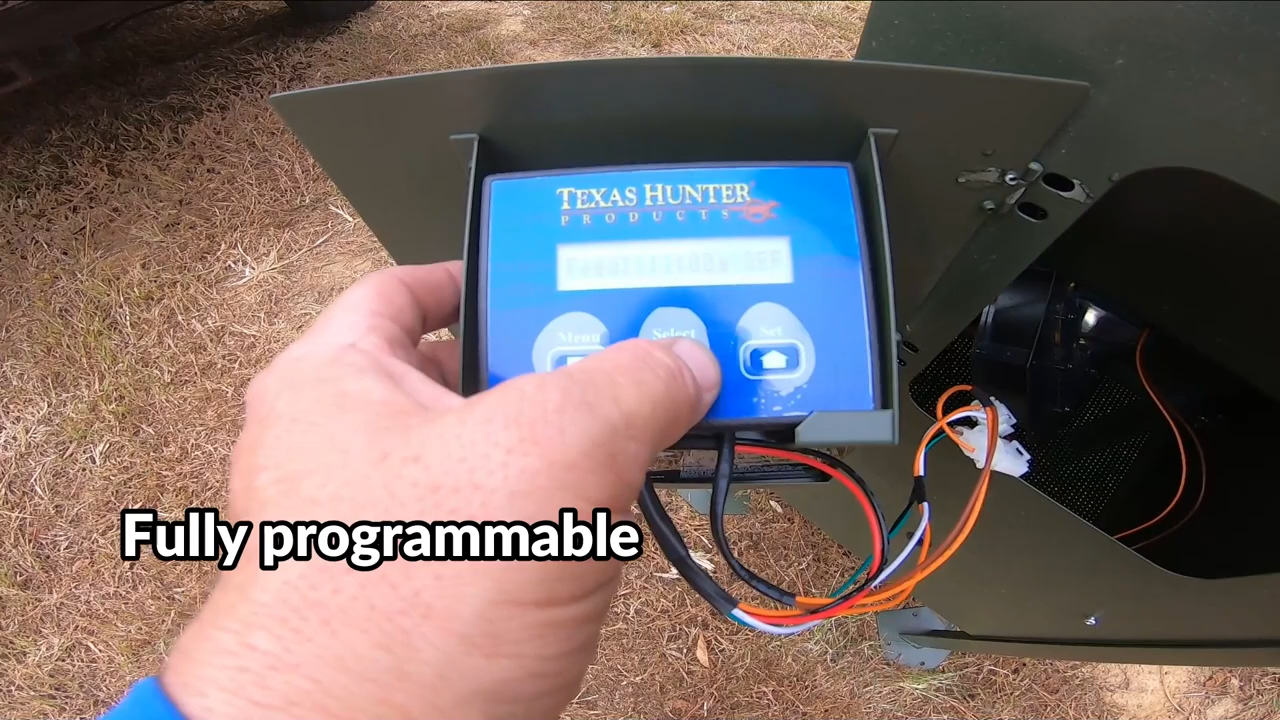 TEXAS HUNTER
PRODUCTS
Menu
Select
Set
Fully programmable